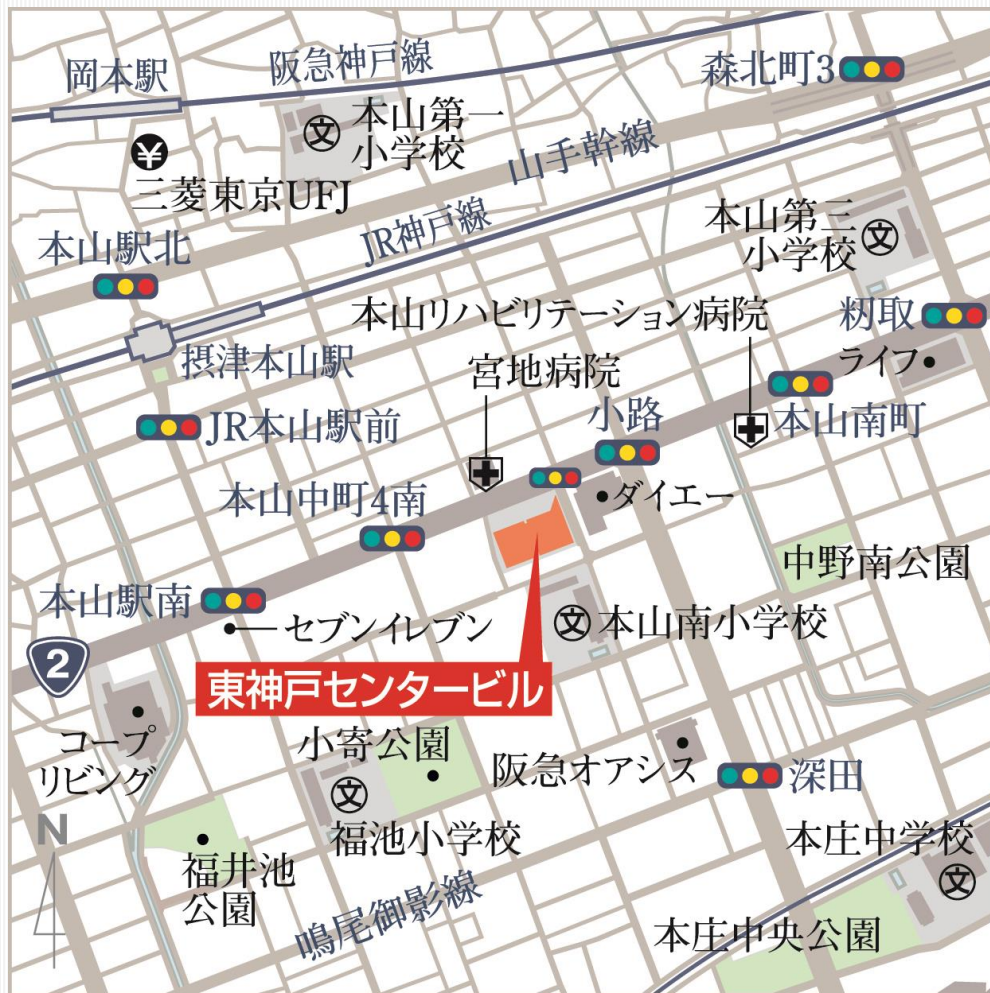 岡本駅
阪急神戸線
森北町3
本山第一
小学校
三菱東京UFJ
山手幹線
JR神戸線
本山第三
小学校
本山駅北
本山リハビリテーション病院
籾取
摂津本山駅
宮地病院
ライフ
小路
本山南町
JR本山駅前
本山中町4南
ダイエー
中野南公園
本山駅南
セブンイレブン
本山南小学校
2
東神戸センタービル
コープ
リビング
小寄公園
阪急オアシス
深田
福池小学校
本庄中学校
N
福井池
公園
鳴尾御影線
本庄中央公園
文
文
文
文
文
¥